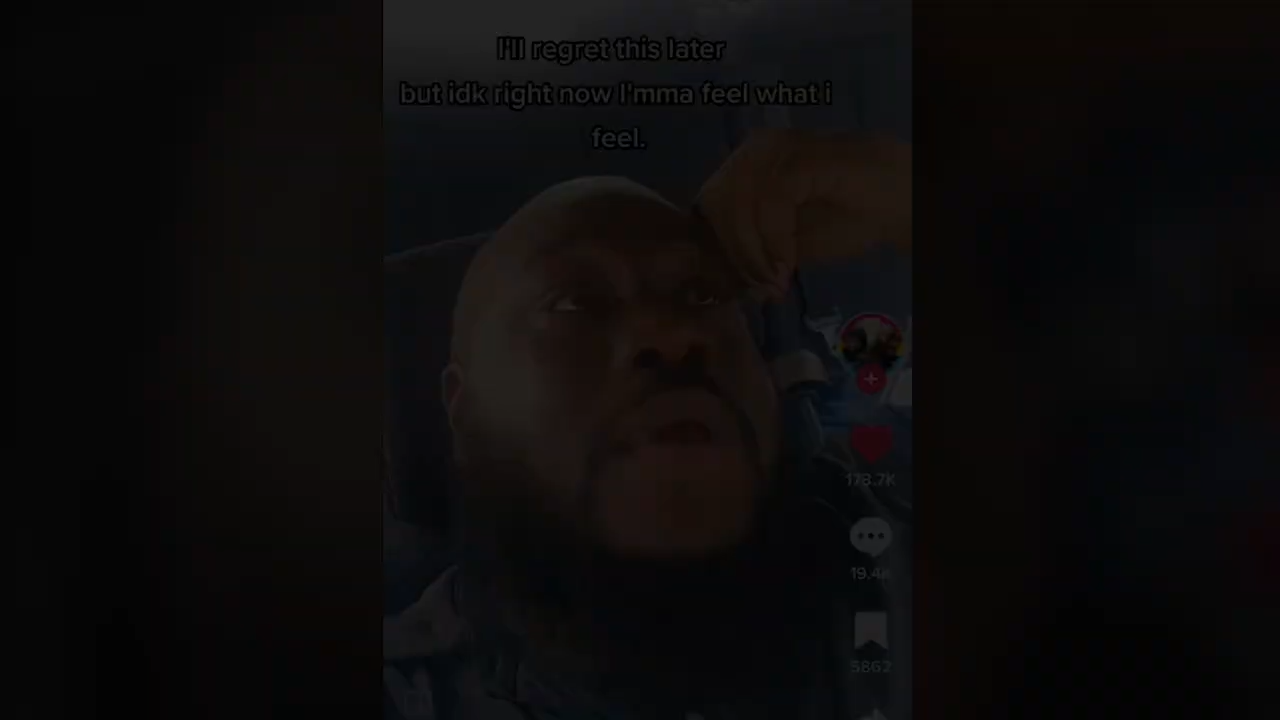 I'll regret this later
but idk right now I'mma feel what i
feel.
178.7K
19.4K
5862